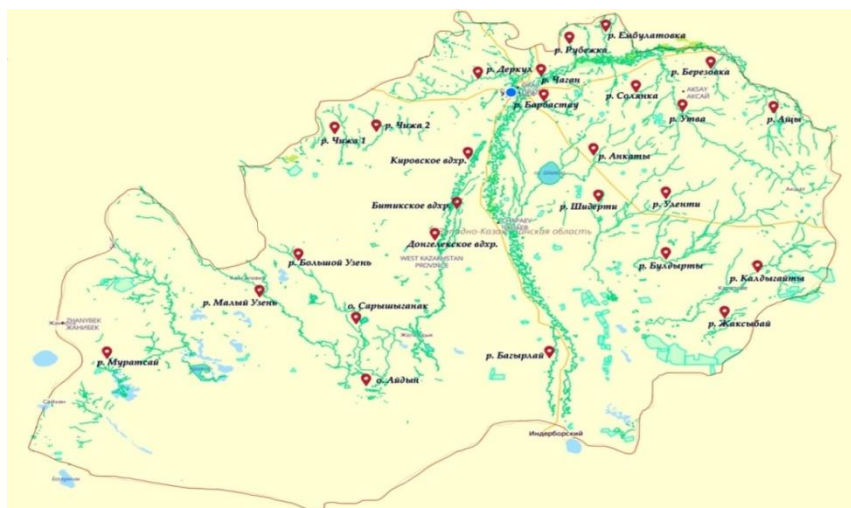 р. Ембулатовка
р. Рубежка
р. Деркул
р. Чаган
р. Березовка
р. Солянка
р. Барбастау
AKSAY
АКСАЙ
р. Утва
р. Ащы
р. Чижа 1
р. Чижа 2
Кировское вдхр.
р. Анкаты
Битикское вдхр.
р. Шидерти
р. Уленти
Западно-Казахстанская область
Донгелекское вдхр.
WEST KAZAKHSTAN
PROVINCE
р. Большой Узень
р. Булдырты
р. Калдыгайты
р. Малый Узень
о. Сарышыганак
р. Жаксыбай
ZHANYBEK
ЖАНИБЕК
р. Муратсай
р. Багырлай
о. Айдын
Сайхин
Индерборский